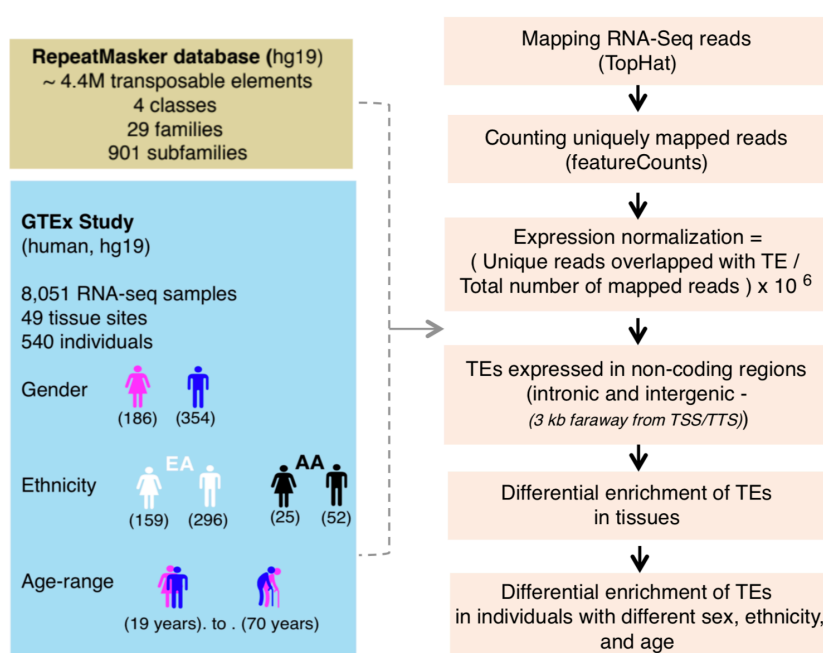 RepeatMasker database (hg19)
~ 4.4M transposable elements
4 classes
29 families
901 subfamilies
GTEx Study
(human, hg19)
8,051 RNA-seq samples
49 tissue sites
540 individuals
Gender
(186) (354)
Ethnicity
EA AA
(159) (296) (25) (52)
Age-range
(19 years). to . (70 years)
Mapping RNA-Seq reads
(TopHat)
Counting uniquely mapped reads
(featureCounts)
Expression normalization =
( Unique reads overlapped with TE /
Total number of mapped reads ) x 10 6
TEs expressed in non-coding regions
(intronic and intergenic -
(3 kb faraway from TSS/TTS))
Differential enrichment of TEs
in tissues
Differential enrichment of TEs
in individuals with different sex, ethnicity,
and age